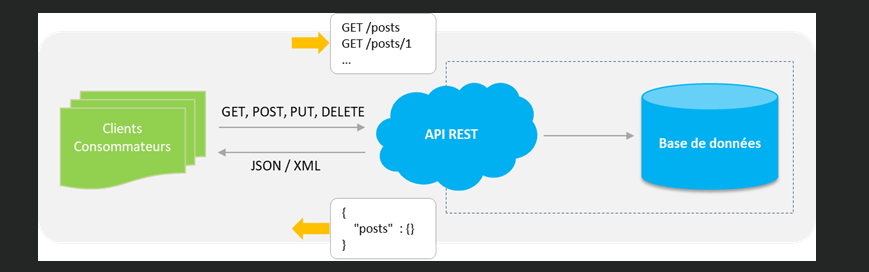 GET /posts
GET /posts/1
...
Clients
Consommateurs
GET, POST, PUT, DELETE
JSON / XML
API REST
Base de données
{
"posts" : {}
}